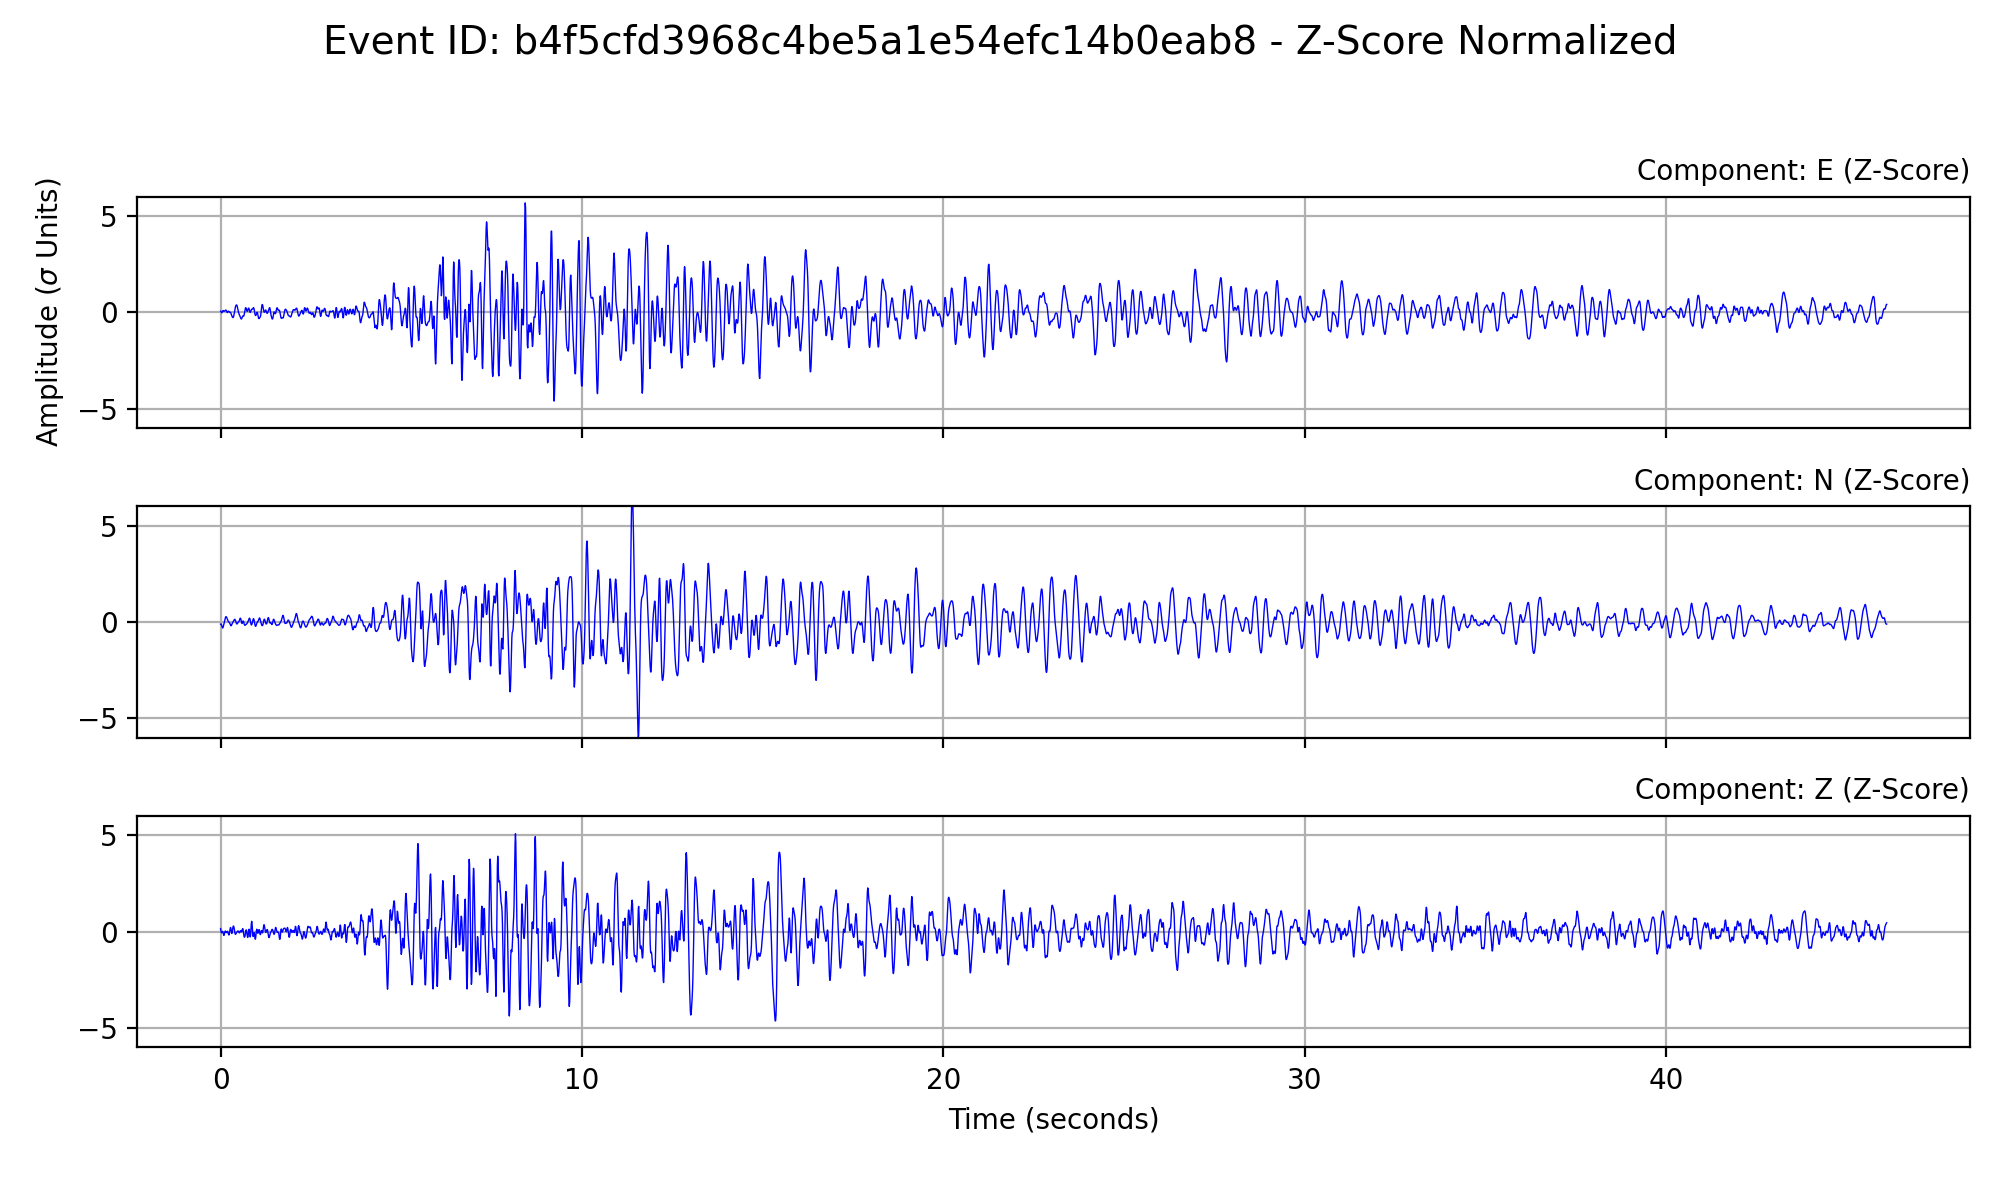 Event ID: b4f5cfd3968c4be5a1e54efc14b0eab8 - Z-Score Normalized
Component: E (Z-Score)
Amplitude (σ Units)
5
0
−5
Component: N (Z-Score)
5
0
−5
Component: Z (Z-Score)
5
0
−5
0 10 20 30 40
Time (seconds)